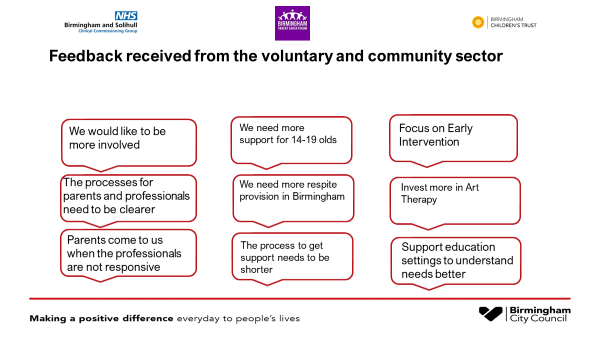 NHS
Birmingham and Solihull
Clinical Commissioning Group
BIRMINGHAM
PARENT CARER FORUM
BIRMINGHAM
CHILDREN'S TRUST
Feedback received from the voluntary and community sector
We would like to be
more involved
We need more
support for 14-19 olds
Focus on Early
Intervention
The processes for
parents and professionals
need to be clearer
We need more respite
provision in Birmingham
Invest more in Art
Therapy
Parents come to us
when the professionals
are not responsive
The process to get
support needs to be
shorter
Support education
settings to understand
needs better
Making a positive difference everyday to people's lives
Birmingham
City Council